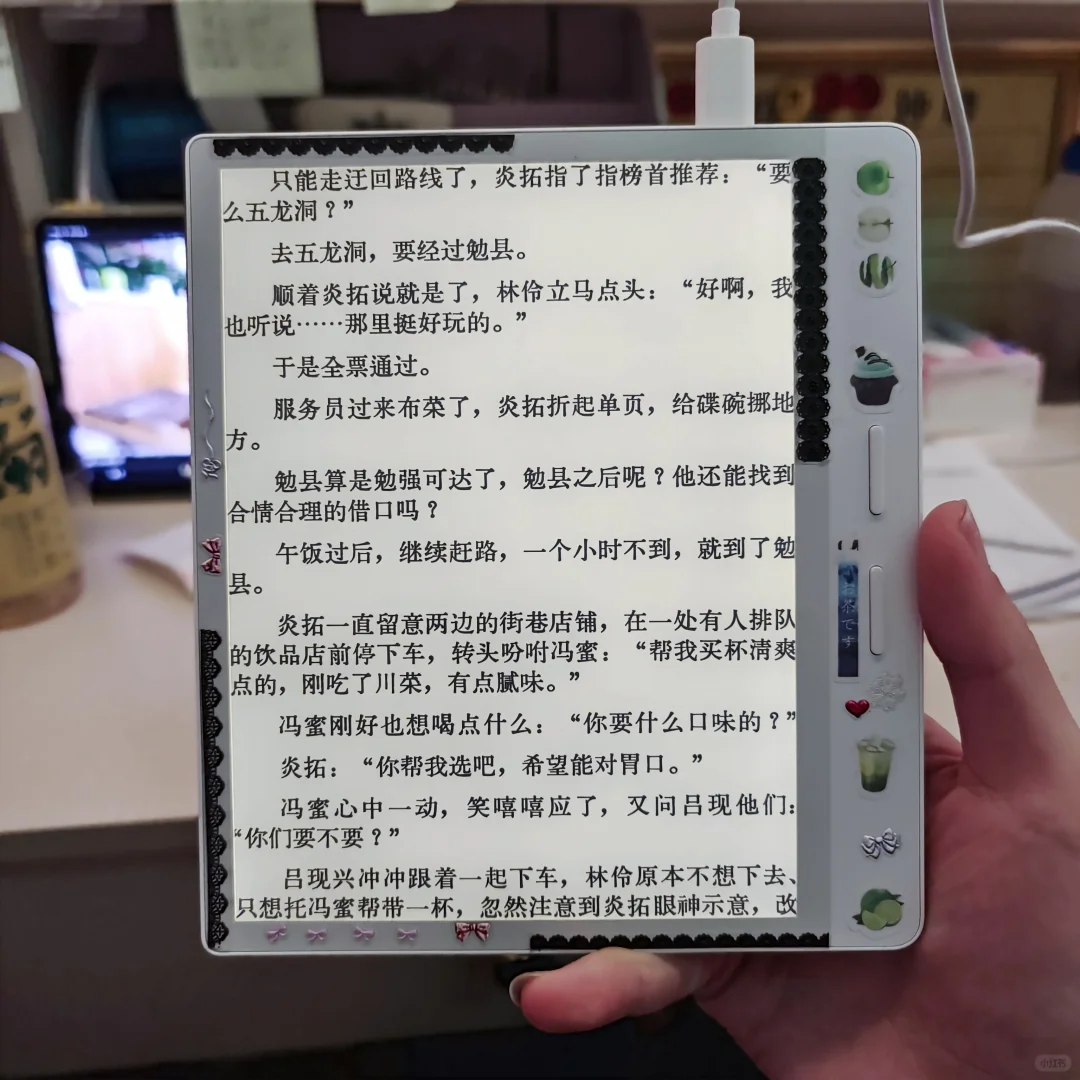 只能走迂回路线了，炎拓指了指榜首推荐：“要
么五龙洞？”
去五龙洞，要经过勉县。
顺着炎拓说就是了，林伶立马点头：“好啊，我
也听说……那里挺好玩的。”
于是全票通过。
服务员过来布菜了，炎拓折起单页，给碟碗挪地
方。
勉县算是勉强可达了，勉县之后呢？他还能找到
合情合理的借口吗？
午饭过后，继续赶路，一个小时不到，就到了勉
县。
炎拓一直留意两边的街巷店铺，在一处有人排队
的饮品店前停下车，转头吩咐冯蜜：“帮我买杯清爽
点的，刚吃了川菜，有点腻味。”
冯蜜刚好也想喝点什么：“你要什么口味的？”
炎拓：“你帮我选吧，希望能对胃口。”
冯蜜心中一动，笑嘻嘻应了，又问吕现他们：
“你们要不要？”
吕现兴冲冲跟着一起下车，林伶原本不想下去、
只想托冯蜜帮带一杯，忽然注意到炎拓眼神示意，改
お茶です
小红书